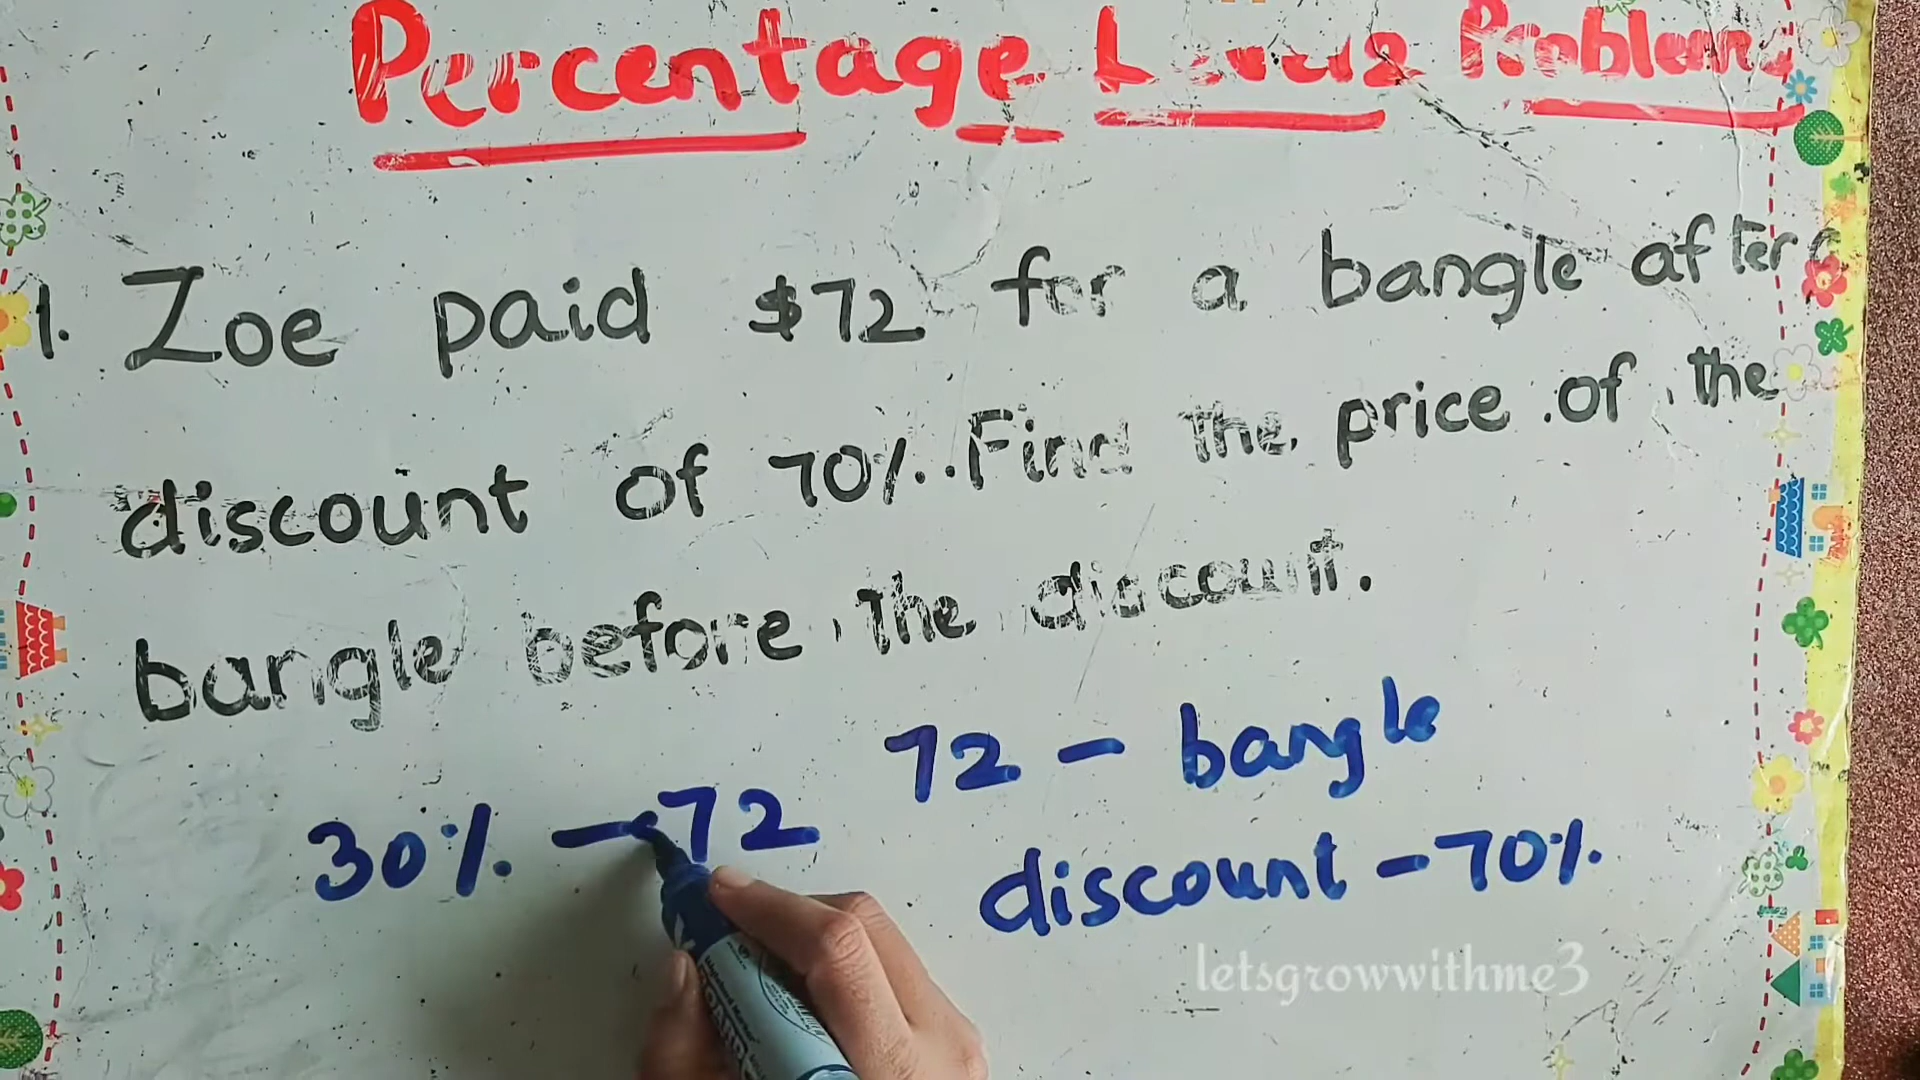 Percentage Problems
1. Zoe paid $72 for a bangle after
discount of 70%. Find the price of the
bangle before the discount.
72 - bangle
30% - 72
discount - 70%
letsgrowwithme3